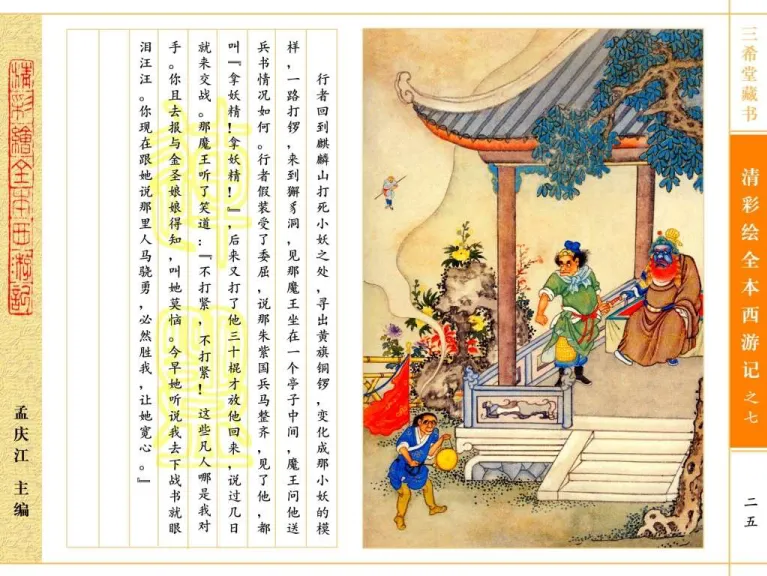 三希堂藏书
清彩绘全本西游记之七
二五
行者回到麒麟山打死小妖之处，寻出黄旗铜锣，变化成那小妖的模
样，一路打锣，来到獬豸洞，见那魔王坐在一个亭子中间，魔王问他送
兵书情况如何。行者假装受了委屈，说那朱紫国兵马整齐，见了他，都
叫『拿妖精！拿妖精！』，后来又打了他三十棍才放他回来，说过几日
就来交战。那魔王听了笑道：『不打紧，不打紧！这些凡人哪是我对
手。你且去报与金圣娘娘得知，叫她莫恼。今早她听说我去下战书就眼
泪汪汪。你现在跟她说那里人马骁勇，必然胜我，让她宽心。』
清彩绘全本西游记
孟庆江 主编